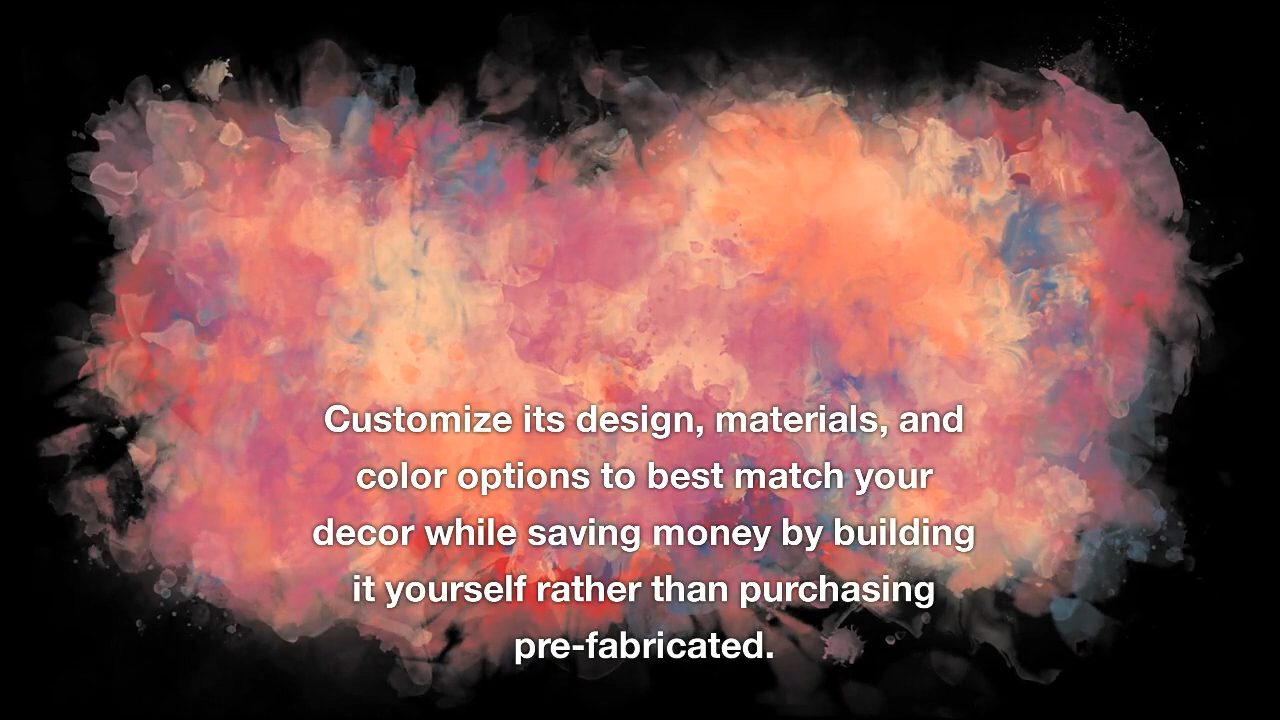 Customize its design, materials, and
color options to best match your
decor while saving money by building
it yourself rather than purchasing
pre-fabricated.